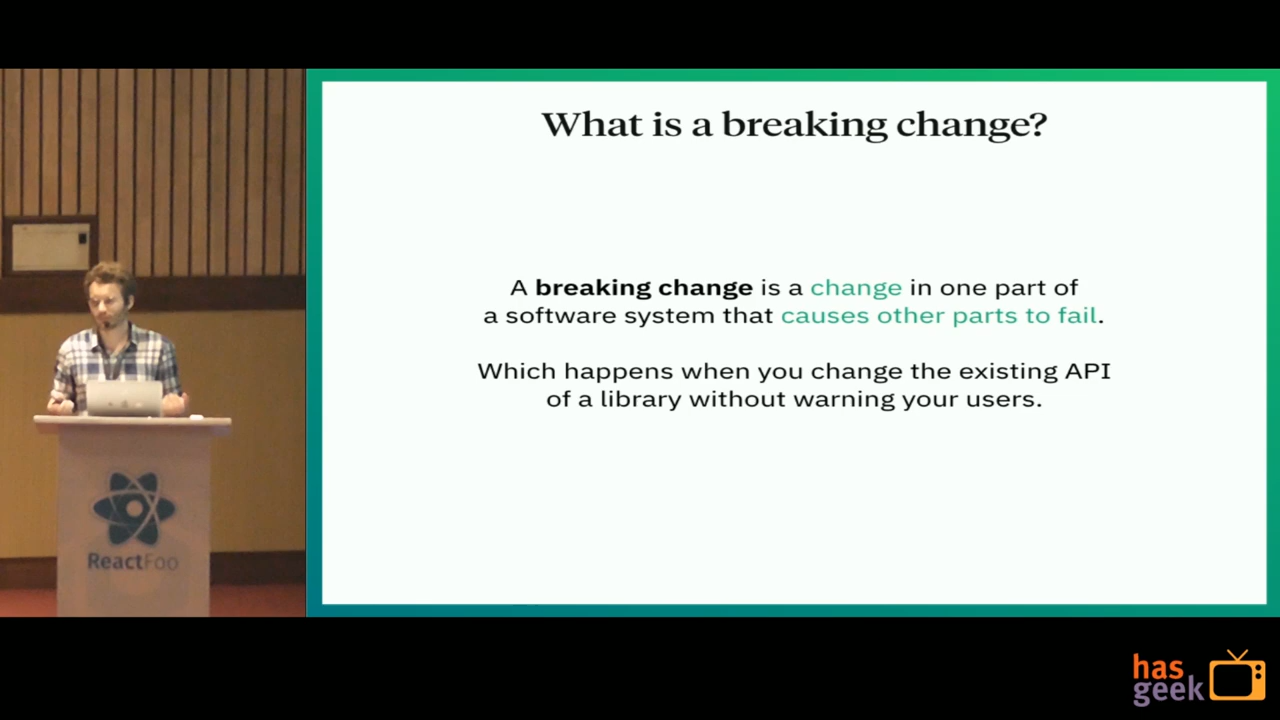 What is a breaking change?
A breaking change is a change in one part of
a software system that causes other parts to fail.
Which happens when you change the existing API
of a library without warning your users.
ReactFoo
has
geek